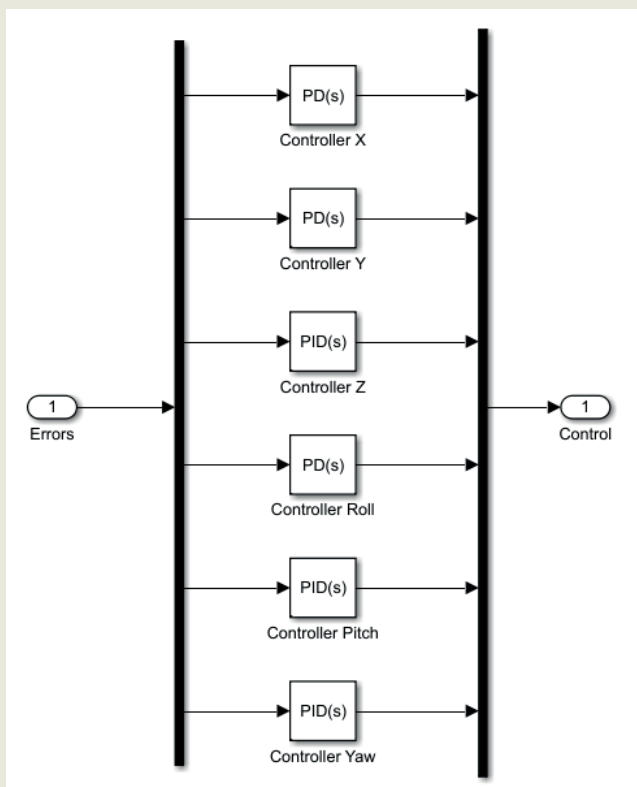 PD(s)
Controller X
PD(s)
Controller Y
PID(s)
Controller Z
1
Errors
1
Control
PD(s)
Controller Roll
PID(s)
Controller Pitch
PID(s)
Controller Yaw